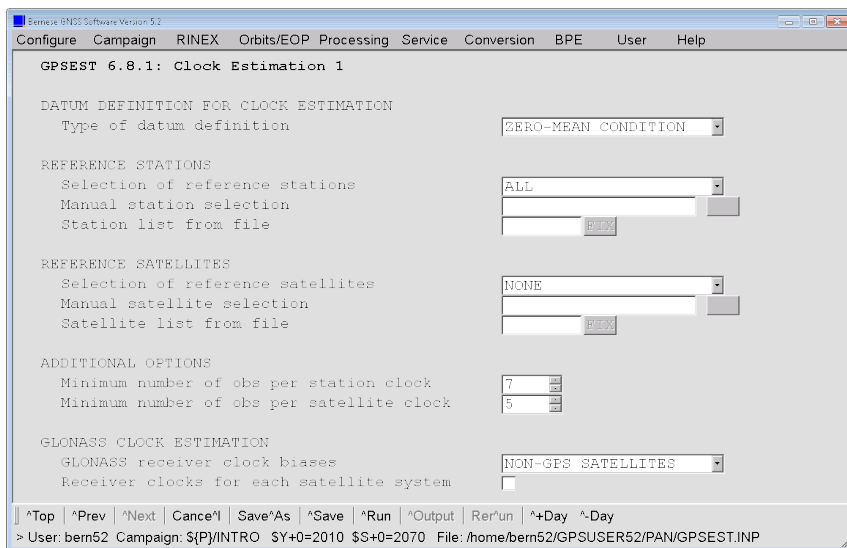 Bernese GNSS Software Version 5.2
Configure Campaign RINEX Orbits/EOP Processing Service Conversion BPE User Help
GPSEST 6.8.1: Clock Estimation 1
DATUM DEFINITION FOR CLOCK ESTIMATION
Type of datum definition ZERO-MEAN CONDITION
REFERENCE STATIONS
Selection of reference stations ALL
Manual station selection
Station list from file FIX
REFERENCE SATELLITES
Selection of reference satellites NONE
Manual satellite selection
Satellite list from file FIX
ADDITIONAL OPTIONS
Minimum number of obs per station clock 7
Minimum number of obs per satellite clock 5
GLONASS CLOCK ESTIMATION
GLONASS receiver clock biases NON-GPS SATELLITES
Receiver clocks for each satellite system
^Top | ^Prev | ^Next | Cance^l | Save^As | ^Save | ^Run | ^Output | Rer^un | ^+Day ^-Day
> User: bern52 Campaign: ${P}/INTRO $Y+0=2010 $S+0=2070 File: /home/bern52/GPSUSER52/PAN/GPSEST.INP